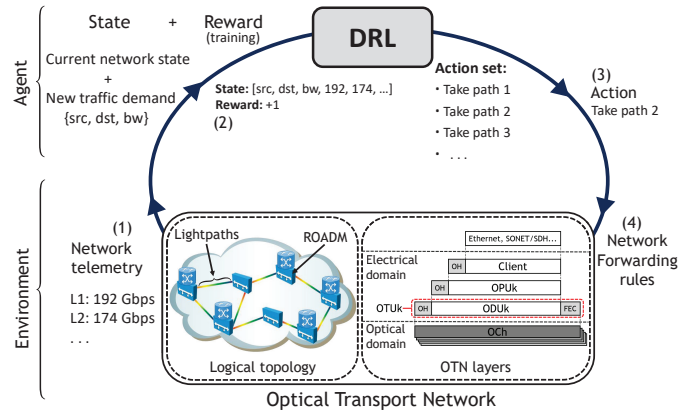 Agent
State + Reward
(training)
Current network state
+
New traffic demand
{src, dst, bw}
DRL
State: [src, dst, bw, 192, 174, …]
Reward: +1
(2)
Action set:
· Take path 1
· Take path 2
· Take path 3
· . . .
(3)
Action
Take path 2
Environment
(1)
Network
telemetry
L1: 192 Gbps
L2: 174 Gbps
. . .
Lightpaths
ROADM
Logical topology
Ethernet, SONET/SDH...
Electrical
domain
OH Client
OH OPUk
OTUk OH ODUk FEC
Optical
domain
OCh
OTN layers
(4)
Network
Forwarding
rules
Optical Transport Network